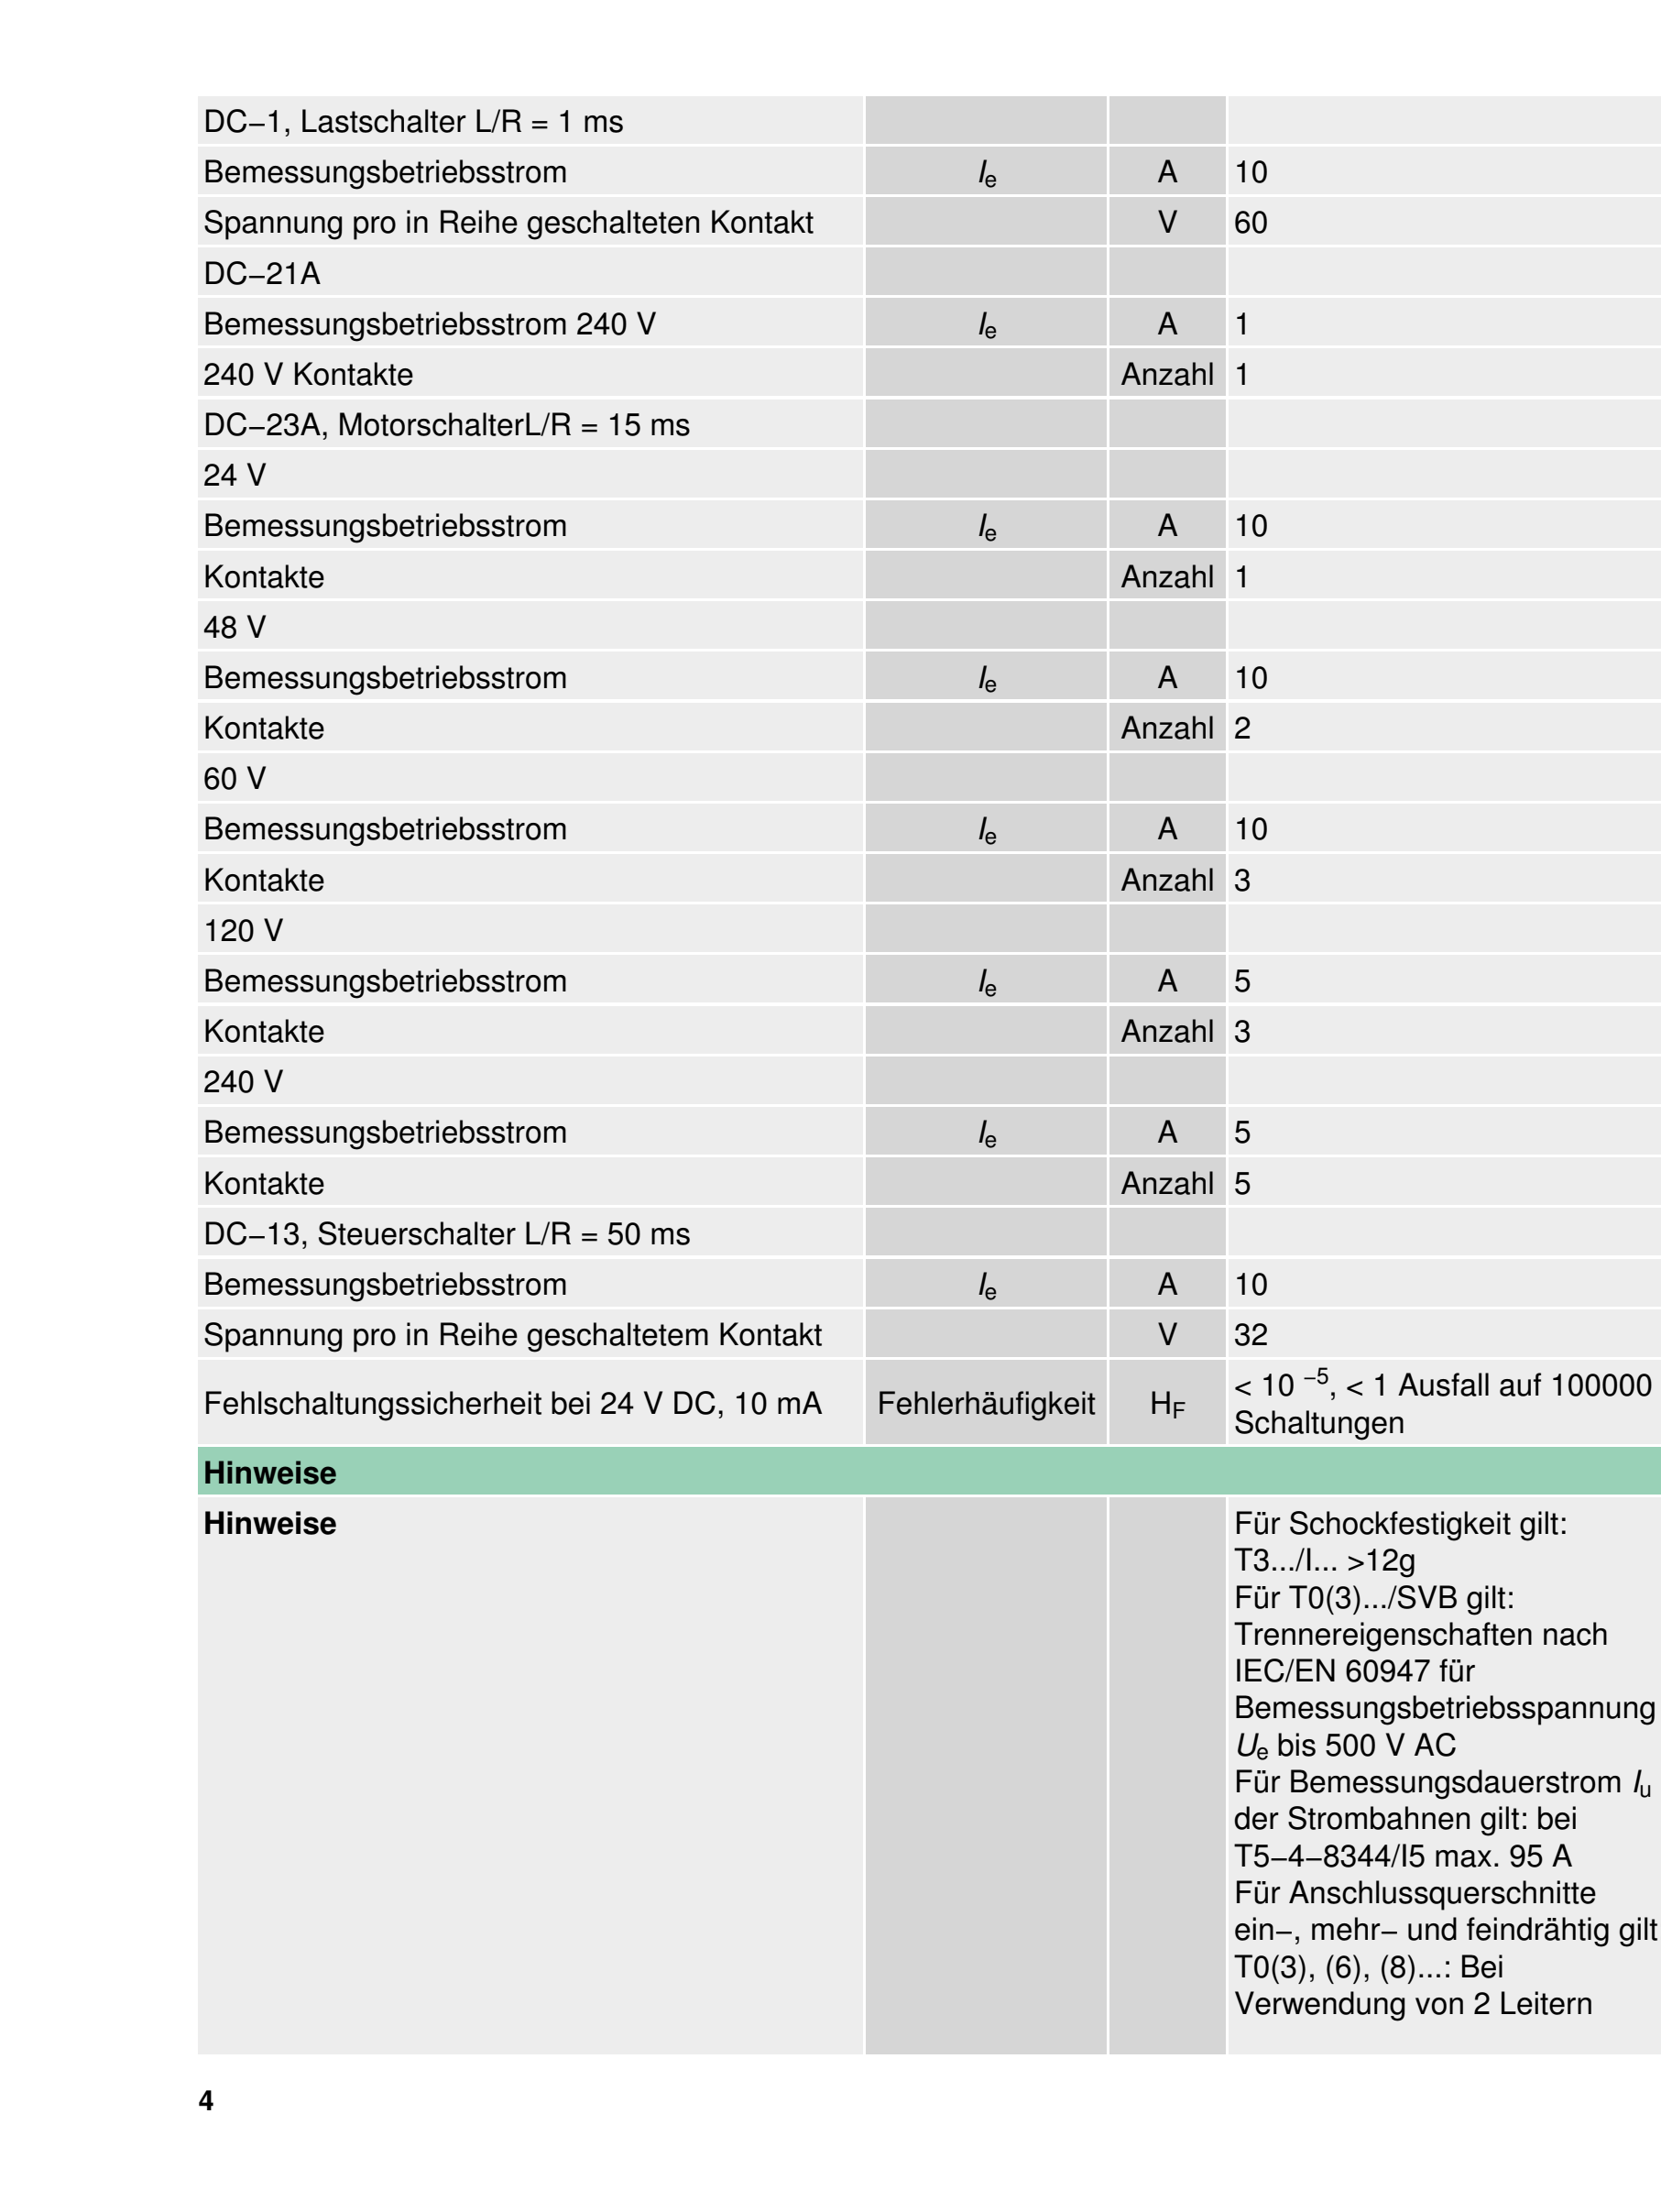 DC−1, Lastschalter L/R = 1 ms
Bemessungsbetriebsstrom Ie A 10
Spannung pro in Reihe geschalteten Kontakt V 60
DC−21A
Bemessungsbetriebsstrom 240 V Ie A 1
240 V Kontakte Anzahl 1
DC−23A, MotorschalterL/R = 15 ms
24 V
Bemessungsbetriebsstrom Ie A 10
Kontakte Anzahl 1
48 V
Bemessungsbetriebsstrom Ie A 10
Kontakte Anzahl 2
60 V
Bemessungsbetriebsstrom Ie A 10
Kontakte Anzahl 3
120 V
Bemessungsbetriebsstrom Ie A 5
Kontakte Anzahl 3
240 V
Bemessungsbetriebsstrom Ie A 5
Kontakte Anzahl 5
DC−13, Steuerschalter L/R = 50 ms
Bemessungsbetriebsstrom Ie A 10
Spannung pro in Reihe geschaltetem Kontakt V 32
Fehlschaltungssicherheit bei 24 V DC, 10 mA Fehlerhäufigkeit HF < 10 −5, < 1 Ausfall auf 100000
Schaltungen
Hinweise
Hinweise Für Schockfestigkeit gilt:
T3.../I... >12g
Für T0(3).../SVB gilt:
Trennereigenschaften nach
IEC/EN 60947 für
Bemessungsbetriebsspannung
Ue bis 500 V AC
Für Bemessungsdauerstrom Iu
der Strombahnen gilt: bei
T5−4−8344/I5 max. 95 A
Für Anschlussquerschnitte
ein−, mehr− und feindrähtig gilt
T0(3), (6), (8)...: Bei
Verwendung von 2 Leitern
4